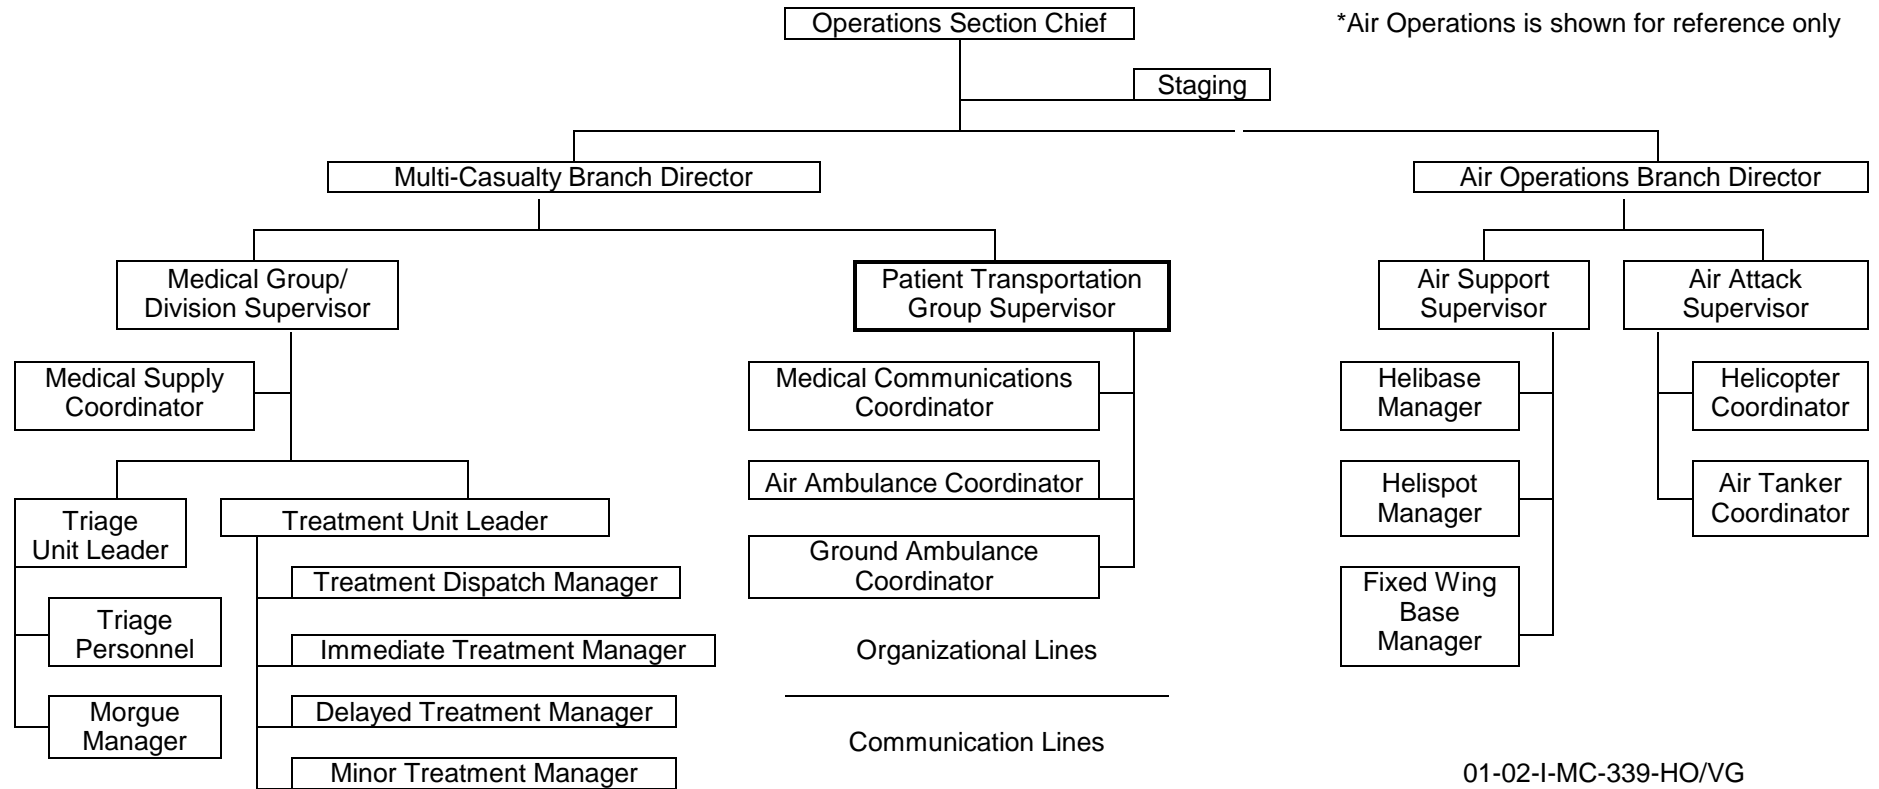 Operations Section Chief
*Air Operations is shown for reference only
Staging
Multi-Casualty Branch Director
Air Operations Branch Director
Medical Group/
Division Supervisor
Patient Transportation
Group Supervisor
Air Support
Supervisor
Air Attack
Supervisor
Medical Supply
Coordinator
Medical Communications
Coordinator
Helibase
Manager
Helicopter
Coordinator
Air Ambulance Coordinator
Helispot
Manager
Air Tanker
Coordinator
Triage
Unit Leader
Treatment Unit Leader
Ground Ambulance
Coordinator
Treatment Dispatch Manager
Fixed Wing
Base
Manager
Triage
Personnel
Immediate Treatment Manager
Organizational Lines
Morgue
Manager
Delayed Treatment Manager
Communication Lines
Minor Treatment Manager
01-02-I-MC-339-HO/VG